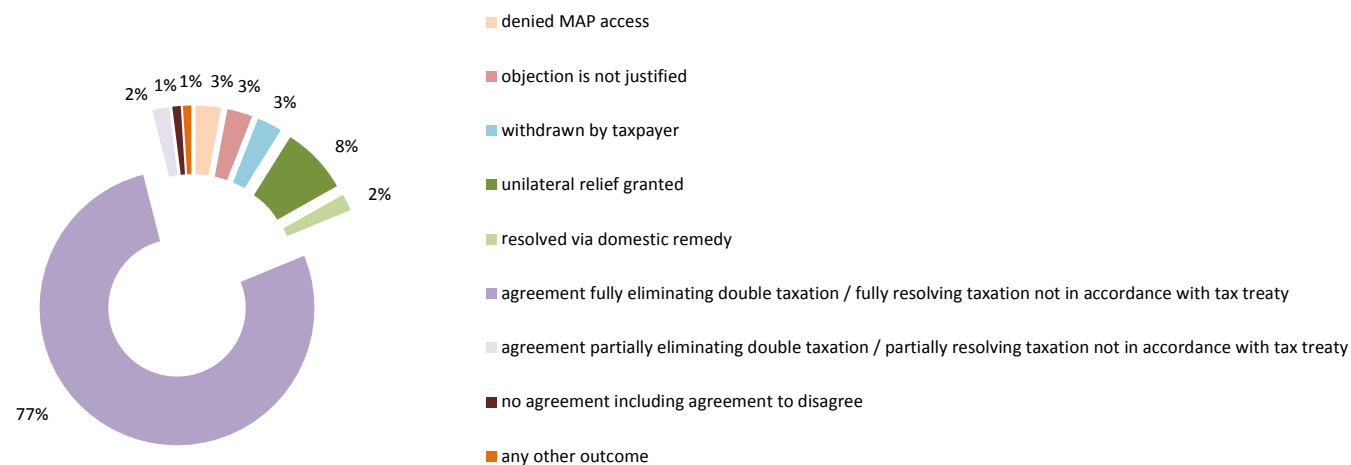 denied MAP access
objection is not justified
withdrawn by taxpayer
unilateral relief granted
resolved via domestic remedy
agreement fully eliminating double taxation / fully resolving taxation not in accordance with tax treaty
agreement partially eliminating double taxation / partially resolving taxation not in accordance with tax treaty
no agreement including agreement to disagree
any other outcome
2%
1%
1%
3%
3%
3%
8%
2%
77%